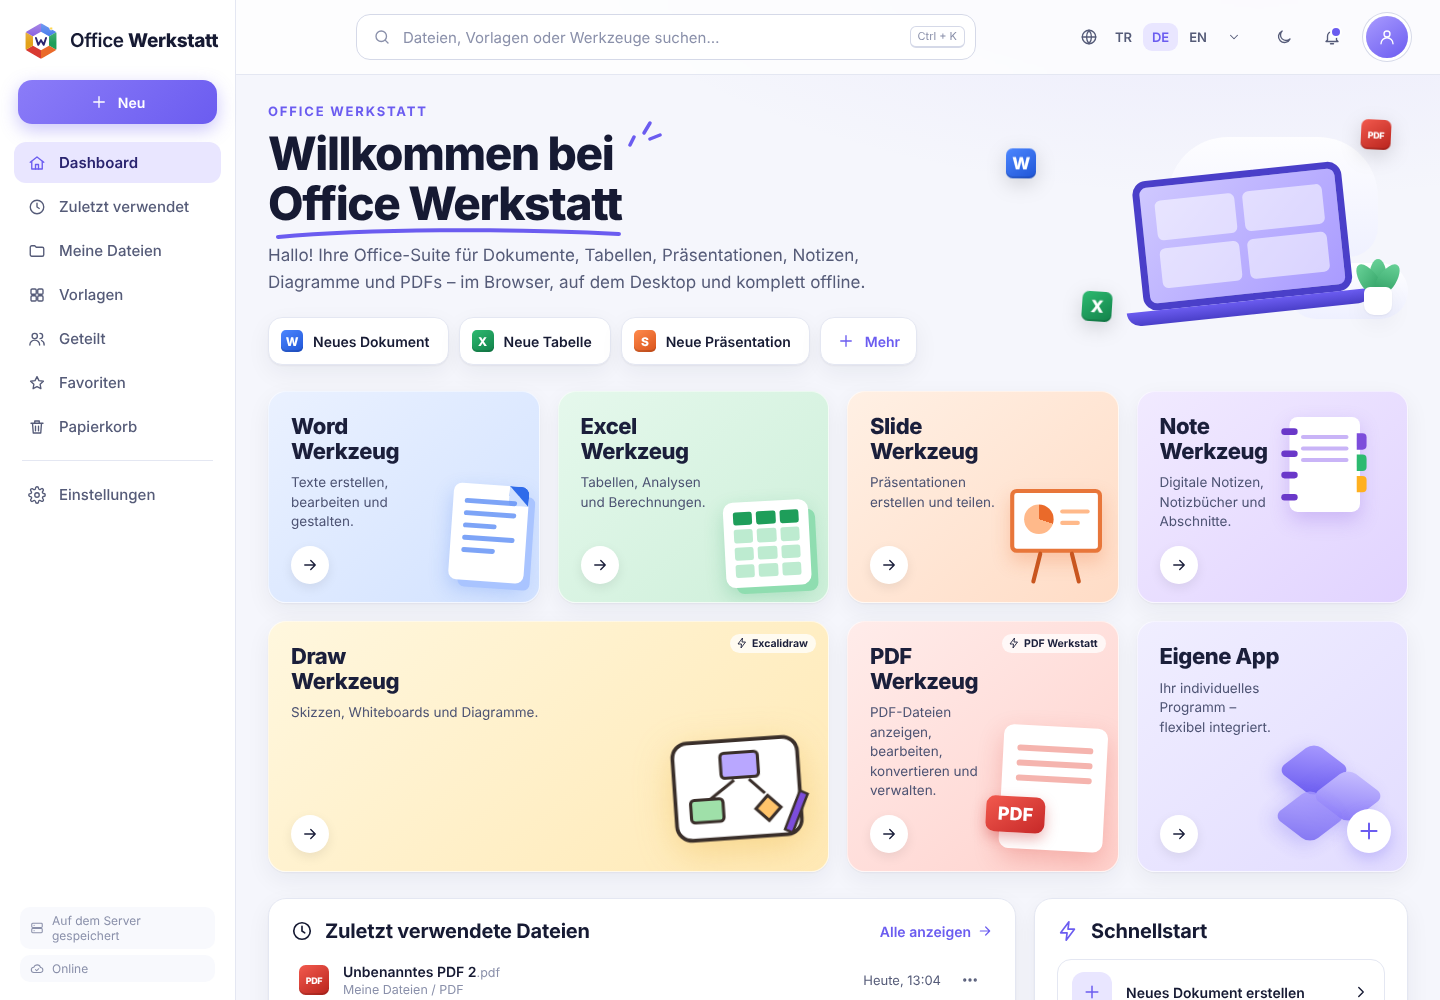 Office Werkstatt
Dateien, Vorlagen oder Werkzeuge suchen...
Ctrl + K
TR
DE
EN
Neu
Dashboard
Zuletzt verwendet
Meine Dateien
Vorlagen
Geteilt
Favoriten
Papierkorb
Einstellungen
Auf dem Server
gespeichert
Online
OFFICE WERKSTATT
Willkommen bei
Office Werkstatt
Hallo! Ihre Office-Suite für Dokumente, Tabellen, Präsentationen, Notizen,
Diagramme und PDFs – im Browser, auf dem Desktop und komplett offline.
W
PDF
X
W Neues Dokument
X Neue Tabelle
S Neue Präsentation
Mehr
Word
Werkzeug
Texte erstellen,
bearbeiten und
gestalten.
Excel
Werkzeug
Tabellen, Analysen
und Berechnungen.
Slide
Werkzeug
Präsentationen
erstellen und teilen.
Note
Werkzeug
Digitale Notizen,
Notizbücher und
Abschnitte.
Excalidraw
Draw
Werkzeug
Skizzen, Whiteboards und Diagramme.
PDF Werkstatt
PDF
Werkzeug
PDF-Dateien
anzeigen,
bearbeiten,
konvertieren und
verwalten.
PDF
Eigene App
Ihr individuelles
Programm –
flexibel integriert.
Zuletzt verwendete Dateien
Alle anzeigen
PDF
Unbenanntes PDF 2.pdf
Meine Dateien / PDF
Heute, 13:04
Schnellstart
Neues Dokument erstellen